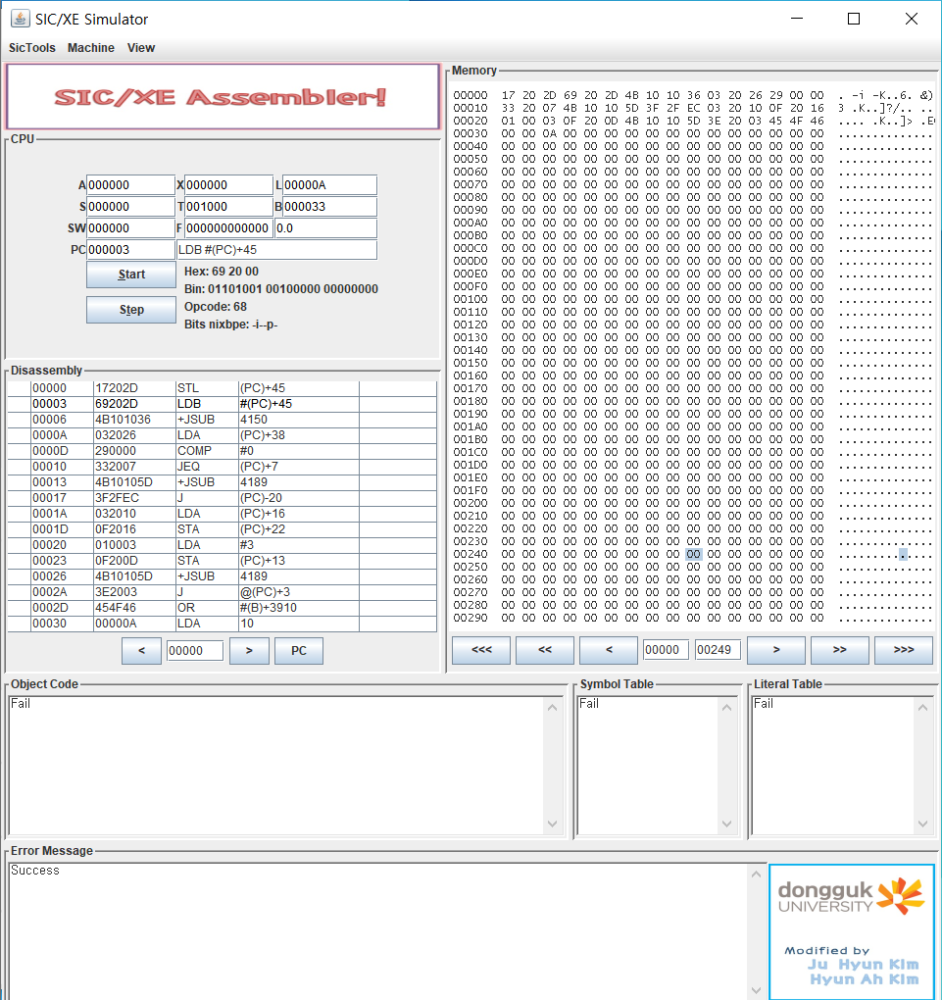 SIC/XE Simulator
SicTools Machine View
SIC/XE Assembler!
CPU
A 000000 X 000000 L 00000A
S 000000 T 001000 B 000033
SW 000000 F 000000000000 0.0
PC 000003 LDB #(PC)+45
Start
Step
Hex: 69 20 00
Bin: 01101001 00100000 00000000
Opcode: 68
Bits nixbpe: -i--p-
Disassembly
00000 17202D STL (PC)+45
00003 69202D LDB #(PC)+45
00006 4B101036 +JSUB 4150
0000A 032026 LDA (PC)+38
0000D 290000 COMP #0
00010 332007 JEQ (PC)+7
00013 4B10105D +JSUB 4189
00017 3F2FEC J (PC)-20
0001A 032010 LDA (PC)+16
0001D 0F2016 STA (PC)+22
00020 010003 LDA #3
00023 0F200D STA (PC)+13
00026 4B10105D +JSUB 4189
0002A 3E2003 J @(PC)+3
0002D 454F46 OR #(B)+3910
00030 00000A LDA 10
< 00000 > PC
Memory
00000 17 20 2D 69 20 2D 4B 10 10 36 03 20 26 29 00 00 . -i -K..6. &)
00010 33 20 07 4B 10 10 5D 3F 2F EC 03 20 10 0F 20 16 3 .K..]?/.. ...
00020 01 00 03 0F 20 0D 4B 10 10 5D 3E 20 03 45 4F 46 .... .K..]> .E
00030 00 00 0A 00 00 00 00 00 00 00 00 00 00 00 00 00 ...............
00040 00 00 00 00 00 00 00 00 00 00 00 00 00 00 00 00 ...............
00050 00 00 00 00 00 00 00 00 00 00 00 00 00 00 00 00 ...............
00060 00 00 00 00 00 00 00 00 00 00 00 00 00 00 00 00 ...............
00070 00 00 00 00 00 00 00 00 00 00 00 00 00 00 00 00 ...............
00080 00 00 00 00 00 00 00 00 00 00 00 00 00 00 00 00 ...............
00090 00 00 00 00 00 00 00 00 00 00 00 00 00 00 00 00 ...............
000A0 00 00 00 00 00 00 00 00 00 00 00 00 00 00 00 00 ...............
000B0 00 00 00 00 00 00 00 00 00 00 00 00 00 00 00 00 ...............
000C0 00 00 00 00 00 00 00 00 00 00 00 00 00 00 00 00 ...............
000D0 00 00 00 00 00 00 00 00 00 00 00 00 00 00 00 00 ...............
000E0 00 00 00 00 00 00 00 00 00 00 00 00 00 00 00 00 ...............
000F0 00 00 00 00 00 00 00 00 00 00 00 00 00 00 00 00 ...............
00100 00 00 00 00 00 00 00 00 00 00 00 00 00 00 00 00 ...............
00110 00 00 00 00 00 00 00 00 00 00 00 00 00 00 00 00 ...............
00120 00 00 00 00 00 00 00 00 00 00 00 00 00 00 00 00 ...............
00130 00 00 00 00 00 00 00 00 00 00 00 00 00 00 00 00 ...............
00140 00 00 00 00 00 00 00 00 00 00 00 00 00 00 00 00 ...............
00150 00 00 00 00 00 00 00 00 00 00 00 00 00 00 00 00 ...............
00160 00 00 00 00 00 00 00 00 00 00 00 00 00 00 00 00 ...............
00170 00 00 00 00 00 00 00 00 00 00 00 00 00 00 00 00 ...............
00180 00 00 00 00 00 00 00 00 00 00 00 00 00 00 00 00 ...............
00190 00 00 00 00 00 00 00 00 00 00 00 00 00 00 00 00 ...............
001A0 00 00 00 00 00 00 00 00 00 00 00 00 00 00 00 00 ...............
001B0 00 00 00 00 00 00 00 00 00 00 00 00 00 00 00 00 ...............
001C0 00 00 00 00 00 00 00 00 00 00 00 00 00 00 00 00 ...............
001D0 00 00 00 00 00 00 00 00 00 00 00 00 00 00 00 00 ...............
001E0 00 00 00 00 00 00 00 00 00 00 00 00 00 00 00 00 ...............
001F0 00 00 00 00 00 00 00 00 00 00 00 00 00 00 00 00 ...............
00200 00 00 00 00 00 00 00 00 00 00 00 00 00 00 00 00 ...............
00210 00 00 00 00 00 00 00 00 00 00 00 00 00 00 00 00 ...............
00220 00 00 00 00 00 00 00 00 00 00 00 00 00 00 00 00 ...............
00230 00 00 00 00 00 00 00 00 00 00 00 00 00 00 00 00 ...............
00240 00 00 00 00 00 00 00 00 00 00 00 00 00 00 00 00 ...............
00250 00 00 00 00 00 00 00 00 00 00 00 00 00 00 00 00 ...............
00260 00 00 00 00 00 00 00 00 00 00 00 00 00 00 00 00 ...............
00270 00 00 00 00 00 00 00 00 00 00 00 00 00 00 00 00 ...............
00280 00 00 00 00 00 00 00 00 00 00 00 00 00 00 00 00 ...............
00290 00 00 00 00 00 00 00 00 00 00 00 00 00 00 00 00 ...............
<<< << < 00000 00249 > >> >>>
Object Code
Fail
Symbol Table
Fail
Literal Table
Fail
Error Message
Success
dongguk
UNIVERSITY
Modified by
Ju Hyun Kim
Hyun Ah Kim